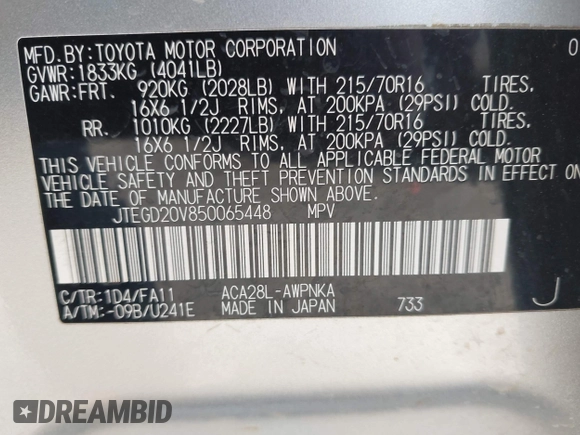 MFD.BY:TOYOTA MOTOR CORPORATION 0
GVWR:1833KG (4041LB)
GAWR:FRT. 920KG (2028LB) WITH 215/70R16 TIRES,
16X6 1/2J RIMS, AT 200KPA (29PSI) COLD.
RR. 1010KG (2227LB) WITH 215/70R16 TIRES,
16X6 1/2J RIMS, AT 200KPA (29PSI) COLD.
THIS VEHICLE CONFORMS TO ALL APPLICABLE FEDERAL MOTOR
VEHICLE SAFETY AND THEFT PREVENTION STANDARDS IN EFFECT ON
THE DATE OF MANUFACTURE SHOWN ABOVE.
JTEGD20V850065448 MPV
C/TR:1D4/FA11 ACA28L-AWPNKA J
A/TM:-09B/U241E MADE IN JAPAN 733
DREAMBID